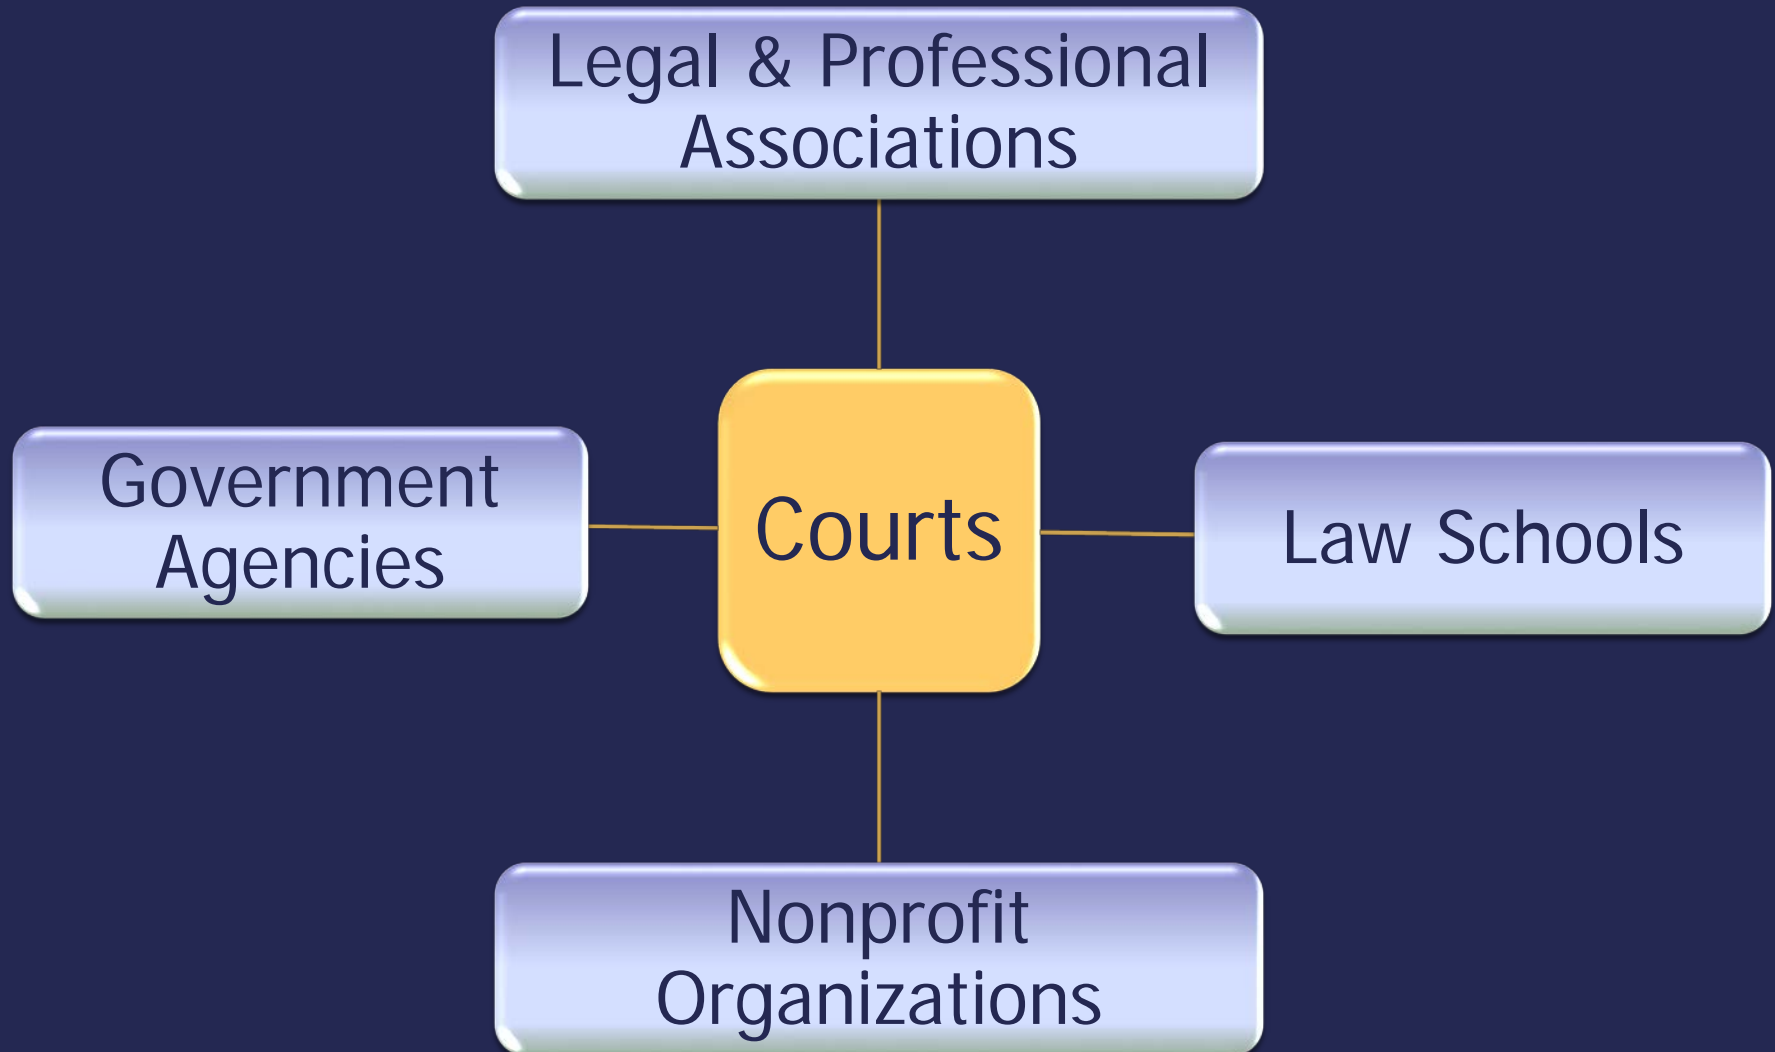 Legal & Professional
Associations
Government
Agencies
Courts
Law Schools
Nonprofit
Organizations